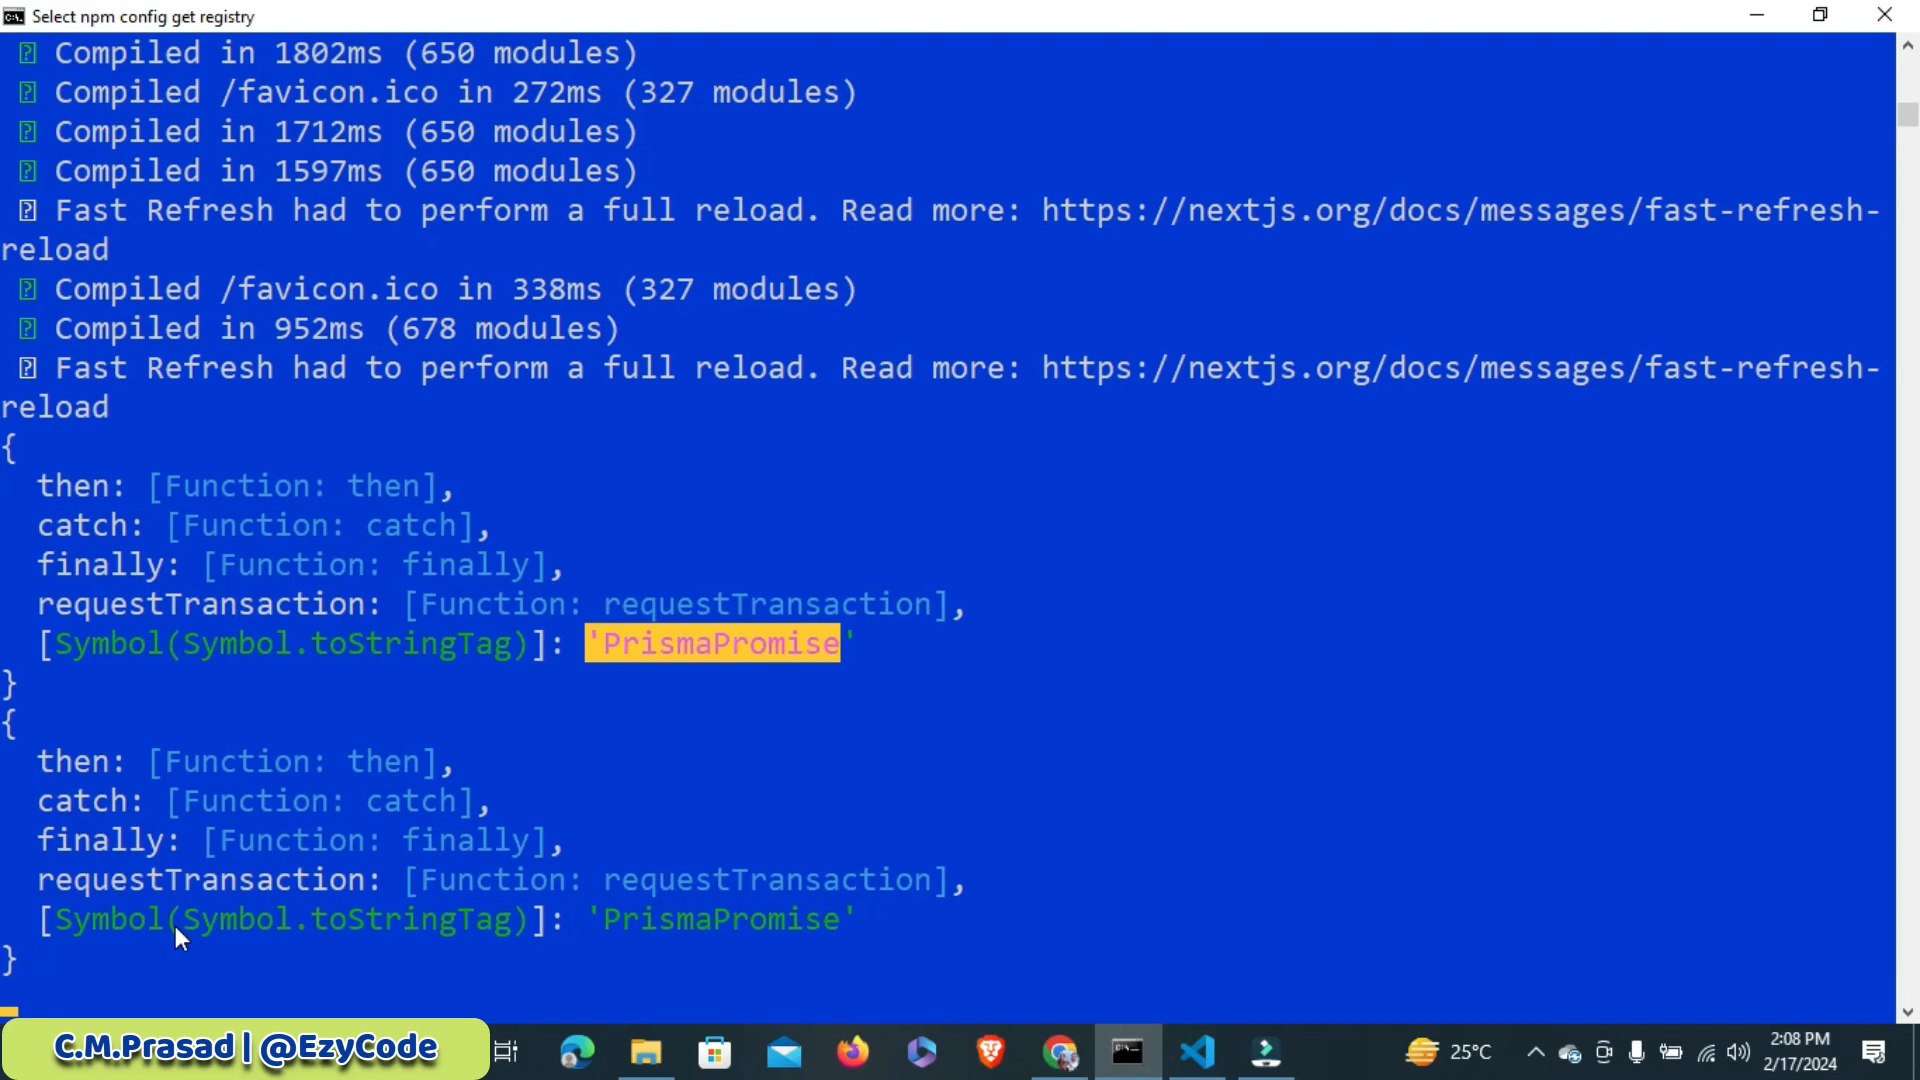 Select npm config get registry
Compiled in 1802ms (650 modules)
Compiled /favicon.ico in 272ms (327 modules)
Compiled in 1712ms (650 modules)
Compiled in 1597ms (650 modules)
Fast Refresh had to perform a full reload. Read more: https://nextjs.org/docs/messages/fast-refresh-
reload
Compiled /favicon.ico in 338ms (327 modules)
Compiled in 952ms (678 modules)
Fast Refresh had to perform a full reload. Read more: https://nextjs.org/docs/messages/fast-refresh-
reload
{
then: [Function: then],
catch: [Function: catch],
finally: [Function: finally],
requestTransaction: [Function: requestTransaction],
[Symbol(Symbol.toStringTag)]: 'PrismaPromise'
}
{
then: [Function: then],
catch: [Function: catch],
finally: [Function: finally],
requestTransaction: [Function: requestTransaction],
[Symbol(Symbol.toStringTag)]: 'PrismaPromise'
}
C.M.Prasad | @EzyCode
25°C
2:08 PM
2/17/2024